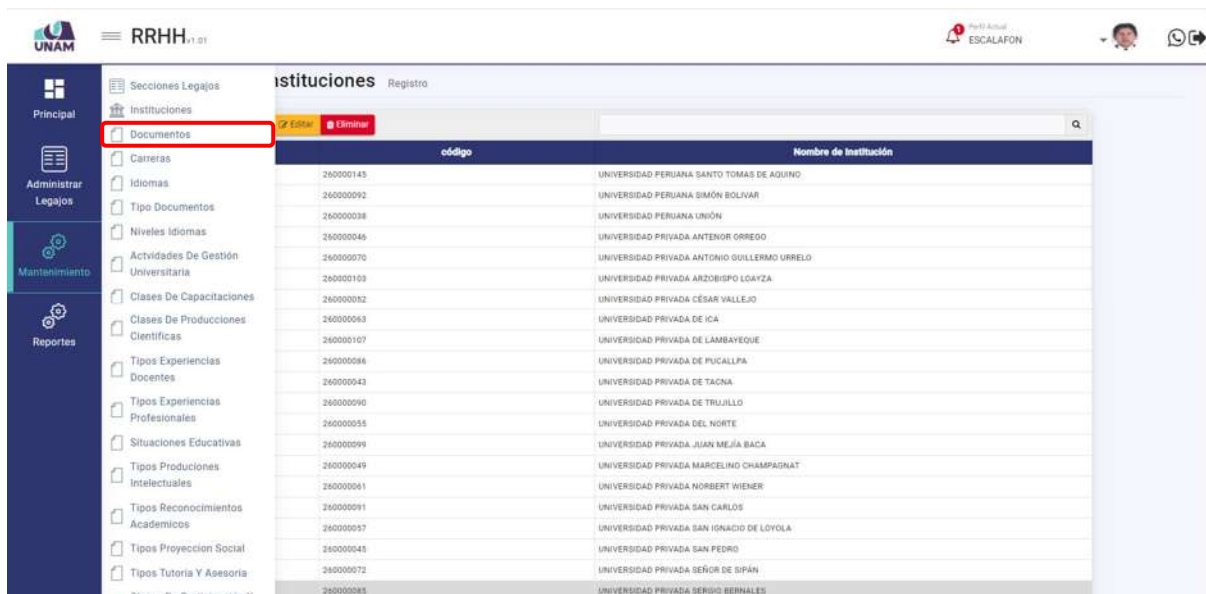 UNAM
RRHH v1.01
1
Perfil Actual
ESCALAFON
Principal
Administrar
Legajos
Mantenimiento
Reportes
Secciones Legajos
Instituciones
Documentos
Carreras
Idiomas
Tipo Documentos
Niveles Idiomas
Actvidades De Gestión
Universitaria
Clases De Capacitaciones
Clases De Producciones
Cientificas
Tipos Experiencias
Docentes
Tipos Experiencias
Profesionales
Situaciones Educativas
Tipos Produciones
Intelectuales
Tipos Reconocimientos
Academicos
Tipos Proyeccion Social
Tipos Tutoria Y Asesoria
stituciones Registro
Editar Eliminar
código Nombre de Institución
260000145 UNIVERSIDAD PERUANA SANTO TOMAS DE AQUINO
260000092 UNIVERSIDAD PERUANA SIMÓN BOLIVAR
260000038 UNIVERSIDAD PERUANA UNIÓN
260000046 UNIVERSIDAD PRIVADA ANTENOR ORREGO
260000070 UNIVERSIDAD PRIVADA ANTONIO GUILLERMO URRELO
260000103 UNIVERSIDAD PRIVADA ARZOBISPO LOAYZA
260000052 UNIVERSIDAD PRIVADA CÉSAR VALLEJO
260000063 UNIVERSIDAD PRIVADA DE ICA
260000107 UNIVERSIDAD PRIVADA DE LAMBAYEQUE
260000086 UNIVERSIDAD PRIVADA DE PUCALLPA
260000043 UNIVERSIDAD PRIVADA DE TACNA
260000090 UNIVERSIDAD PRIVADA DE TRUJILLO
260000055 UNIVERSIDAD PRIVADA DEL NORTE
260000099 UNIVERSIDAD PRIVADA JUAN MEJÍA BACA
260000049 UNIVERSIDAD PRIVADA MARCELINO CHAMPAGNAT
260000061 UNIVERSIDAD PRIVADA NORBERT WIENER
260000091 UNIVERSIDAD PRIVADA SAN CARLOS
260000057 UNIVERSIDAD PRIVADA SAN IGNACIO DE LOYOLA
260000045 UNIVERSIDAD PRIVADA SAN PEDRO
260000072 UNIVERSIDAD PRIVADA SEÑOR DE SIPÁN
260000085 UNIVERSIDAD PRIVADA SERGIO BERNALES